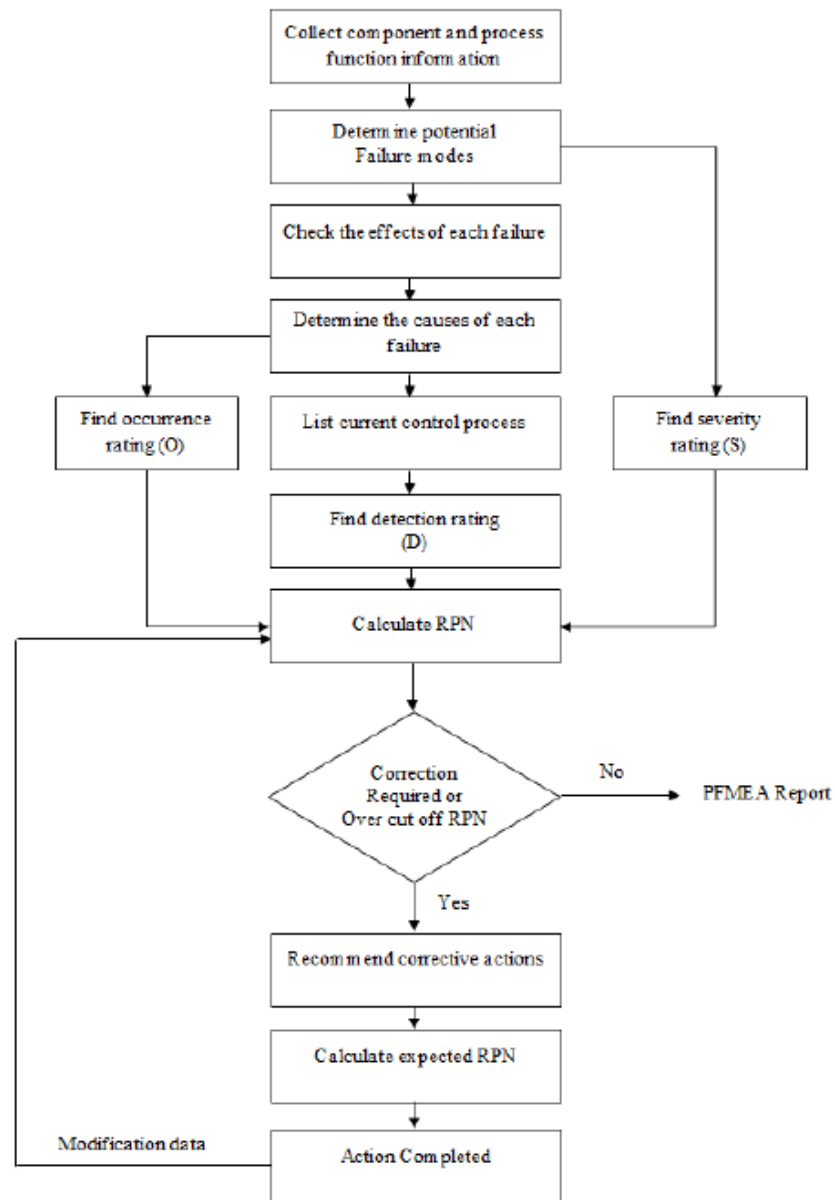 Collect component and process
function information
Determine potential
Failure modes
Check the effects of each failure
Determine the causes of each
failure
Find occurrence
rating (O)
List current control process
Find severity
rating (S)
Find detection rating
(D)
Calculate RPN
Correction
Required or
Over cut off RPN
No
PFMEA Report
Yes
Recommend corrective actions
Calculate expected RPN
Modification data
Action Completed